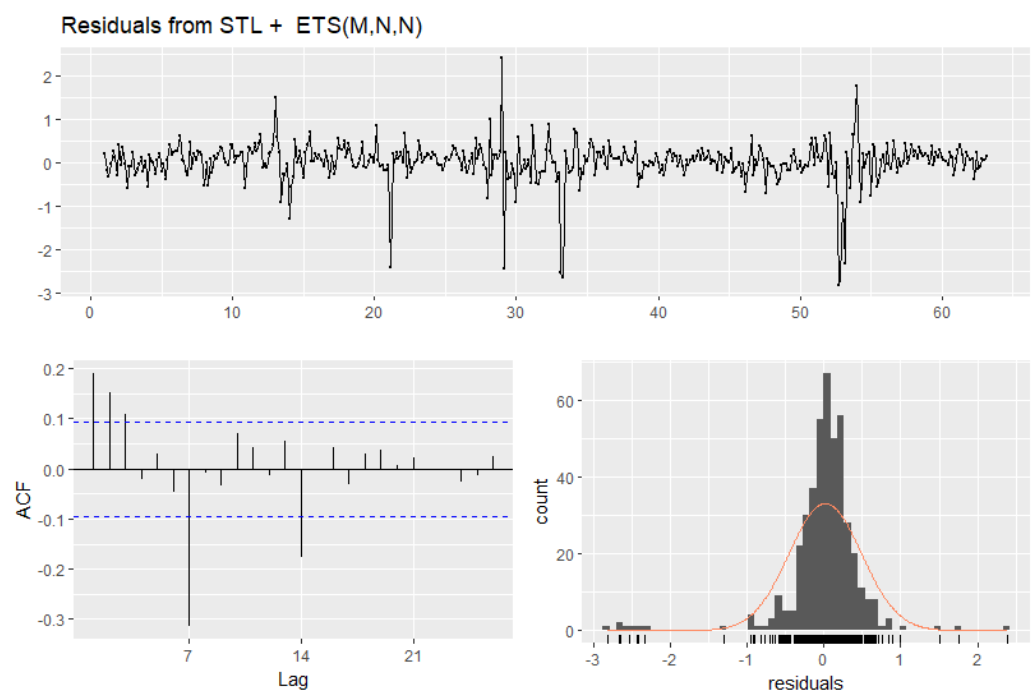 Residuals from STL +  ETS(M,N,N)
2
1
0
-1
-2
-3
0 10 20 30 40 50 60
0.2
0.1
0.0
-0.1
-0.2
-0.3
ACF
7 14 21
Lag
60
40
20
0
count
-3 -2 -1 0 1 2
residuals